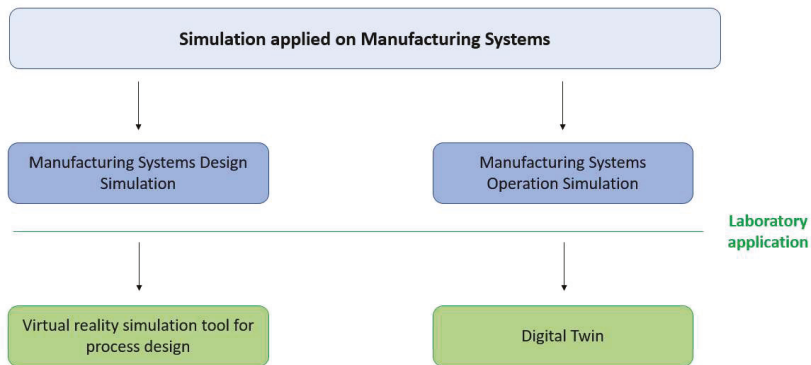 Simulation applied on Manufacturing Systems
Manufacturing Systems Design
Simulation
Manufacturing Systems
Operation Simulation
Laboratory
application
Virtual reality simulation tool for
process design
Digital Twin